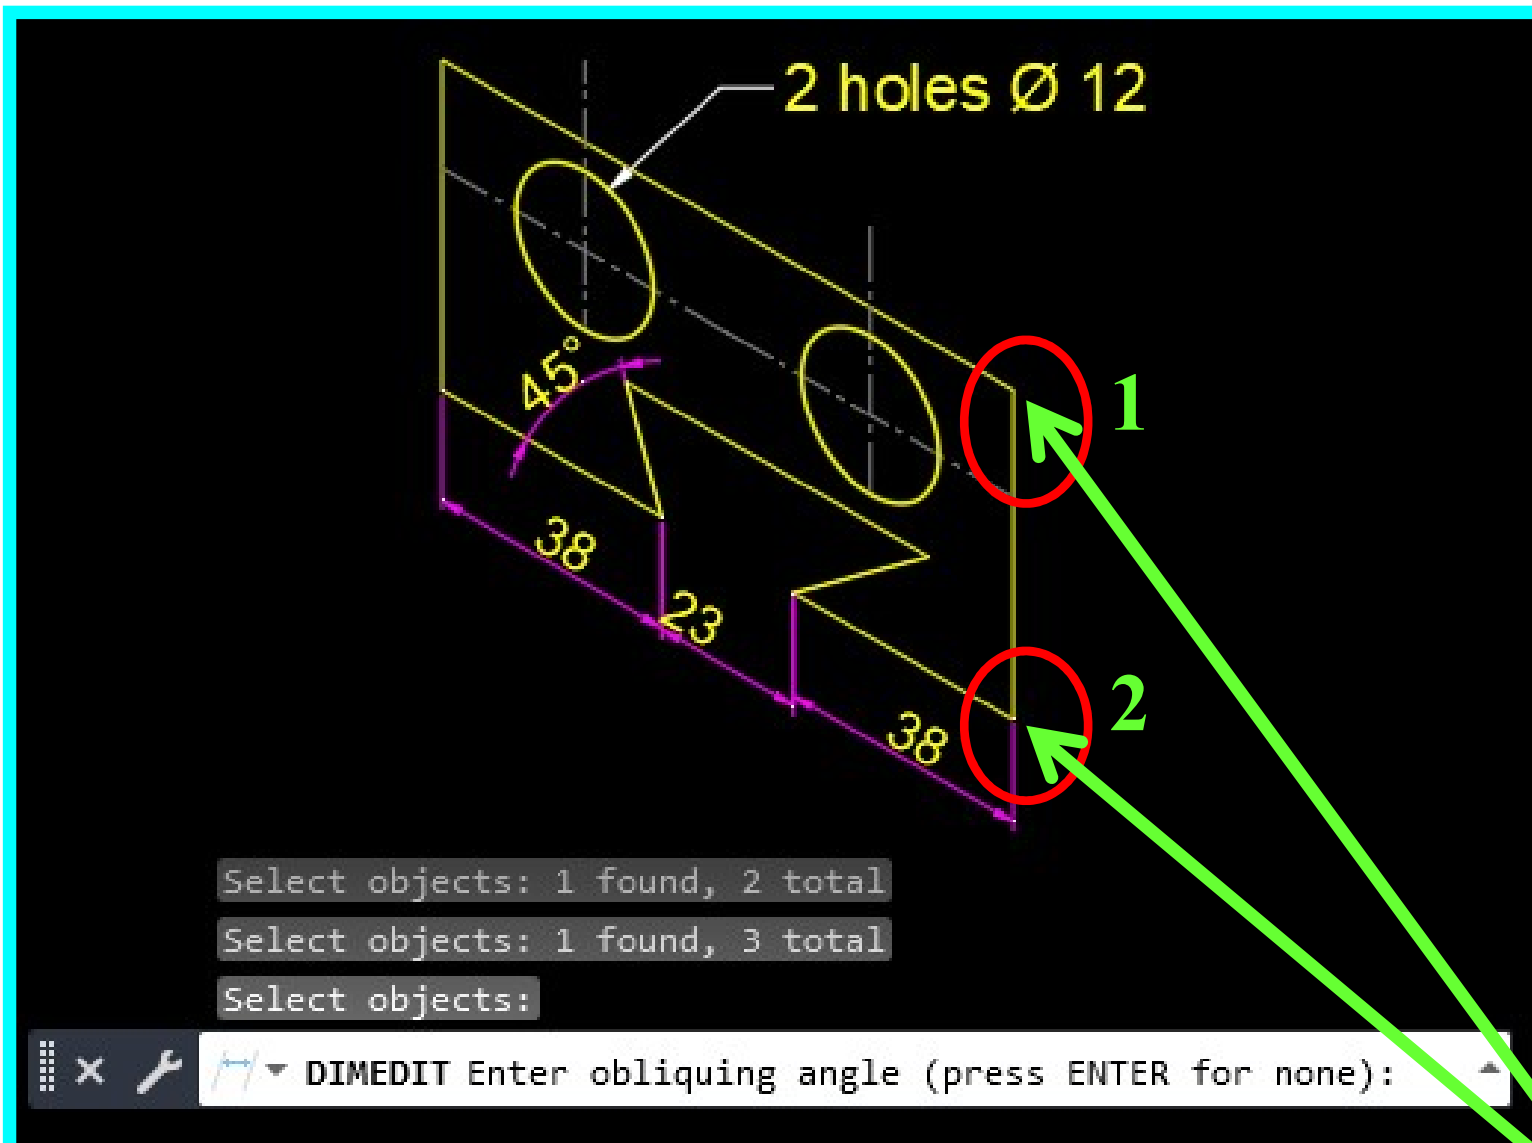 2 holes Ø 12
45°
1
38
23
2
38
Select objects: 1 found, 2 total
Select objects: 1 found, 3 total
Select objects:
DIMEDIT Enter obliquing angle (press ENTER for none):